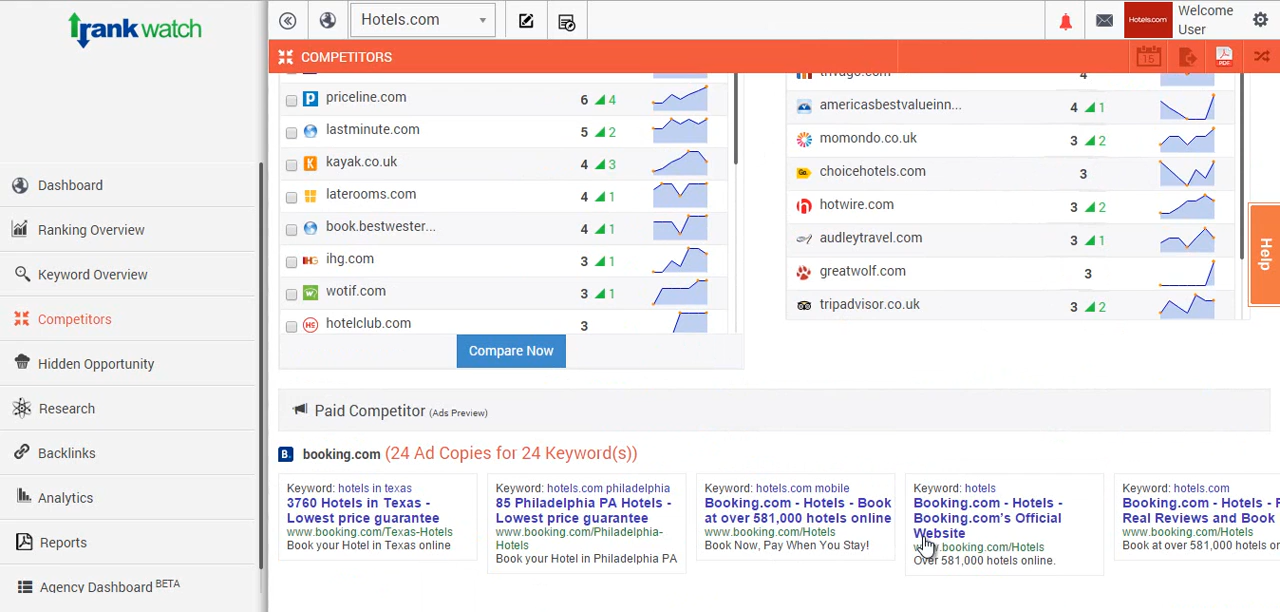 rank watch
Hotels.com
Hotels.com
Welcome
User
COMPETITORS
15
PDF
Dashboard
Ranking Overview
Keyword Overview
Competitors
Hidden Opportunity
Research
Backlinks
Analytics
Reports
Agency Dashboard BETA
priceline.com 6 4
lastminute.com 5 2
kayak.co.uk 4 3
laterooms.com 4 1
book.bestwester... 4 1
ihg.com 3 1
wotif.com 3 1
hotelclub.com 3
Compare Now
trivago.com 4
americasbestvalueinn... 4 1
momondo.co.uk 3 2
choicehotels.com 3
hotwire.com 3 2
audleytravel.com 3 1
greatwolf.com 3
tripadvisor.co.uk 3 2
Help
Paid Competitor (Ads Preview)
B. booking.com (24 Ad Copies for 24 Keyword(s))
Keyword: hotels in texas
3760 Hotels in Texas -
Lowest price guarantee
www.booking.com/Texas-Hotels
Book your Hotel in Texas online
Keyword: hotels.com philadelphia
85 Philadelphia PA Hotels -
Lowest price guarantee
www.booking.com/Philadelphia-
Hotels
Book your Hotel in Philadelphia PA
Keyword: hotels.com mobile
Booking.com - Hotels - Book
at over 581,000 hotels online
www.booking.com/Hotels
Book Now, Pay When You Stay!
Keyword: hotels
Booking.com - Hotels -
Booking.com's Official
Website
www.booking.com/Hotels
Over 581,000 hotels online.
Keyword: hotels.com
Booking.com - Hotels -
Real Reviews and Book
www.booking.com/Hotels
Book at over 581,000 hotels